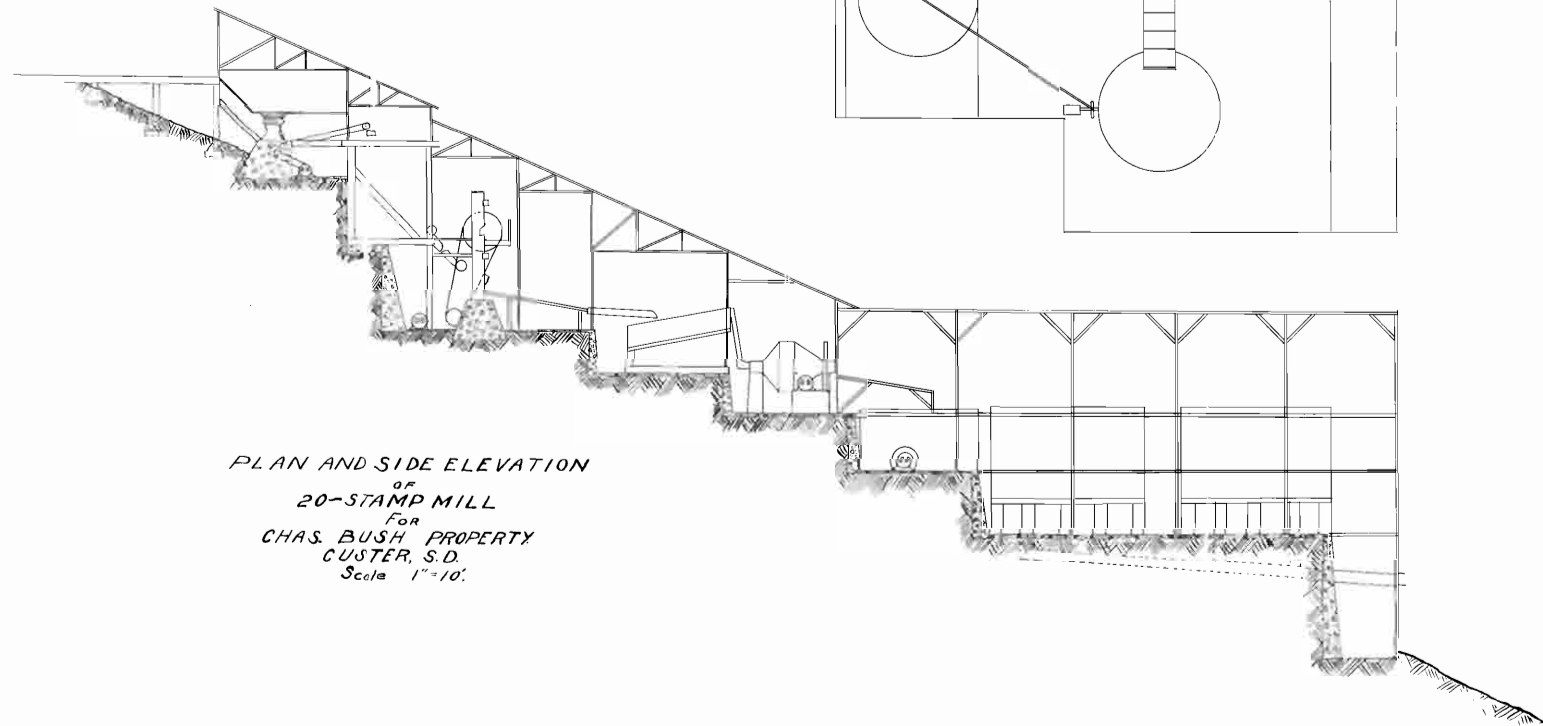 PLAN AND SIDE ELEVATION
OF
20-STAMP MILL
FOR
CHAS. BUSH PROPERTY
CUSTER, S.D.
Scale 1"=10'.